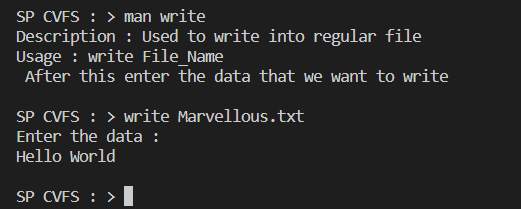 SP CVFS : > man write
Description : Used to write into regular file
Usage : write File_Name
 After this enter the data that we want to write
SP CVFS : > write Marvellous.txt
Enter the data :
Hello World
SP CVFS : >